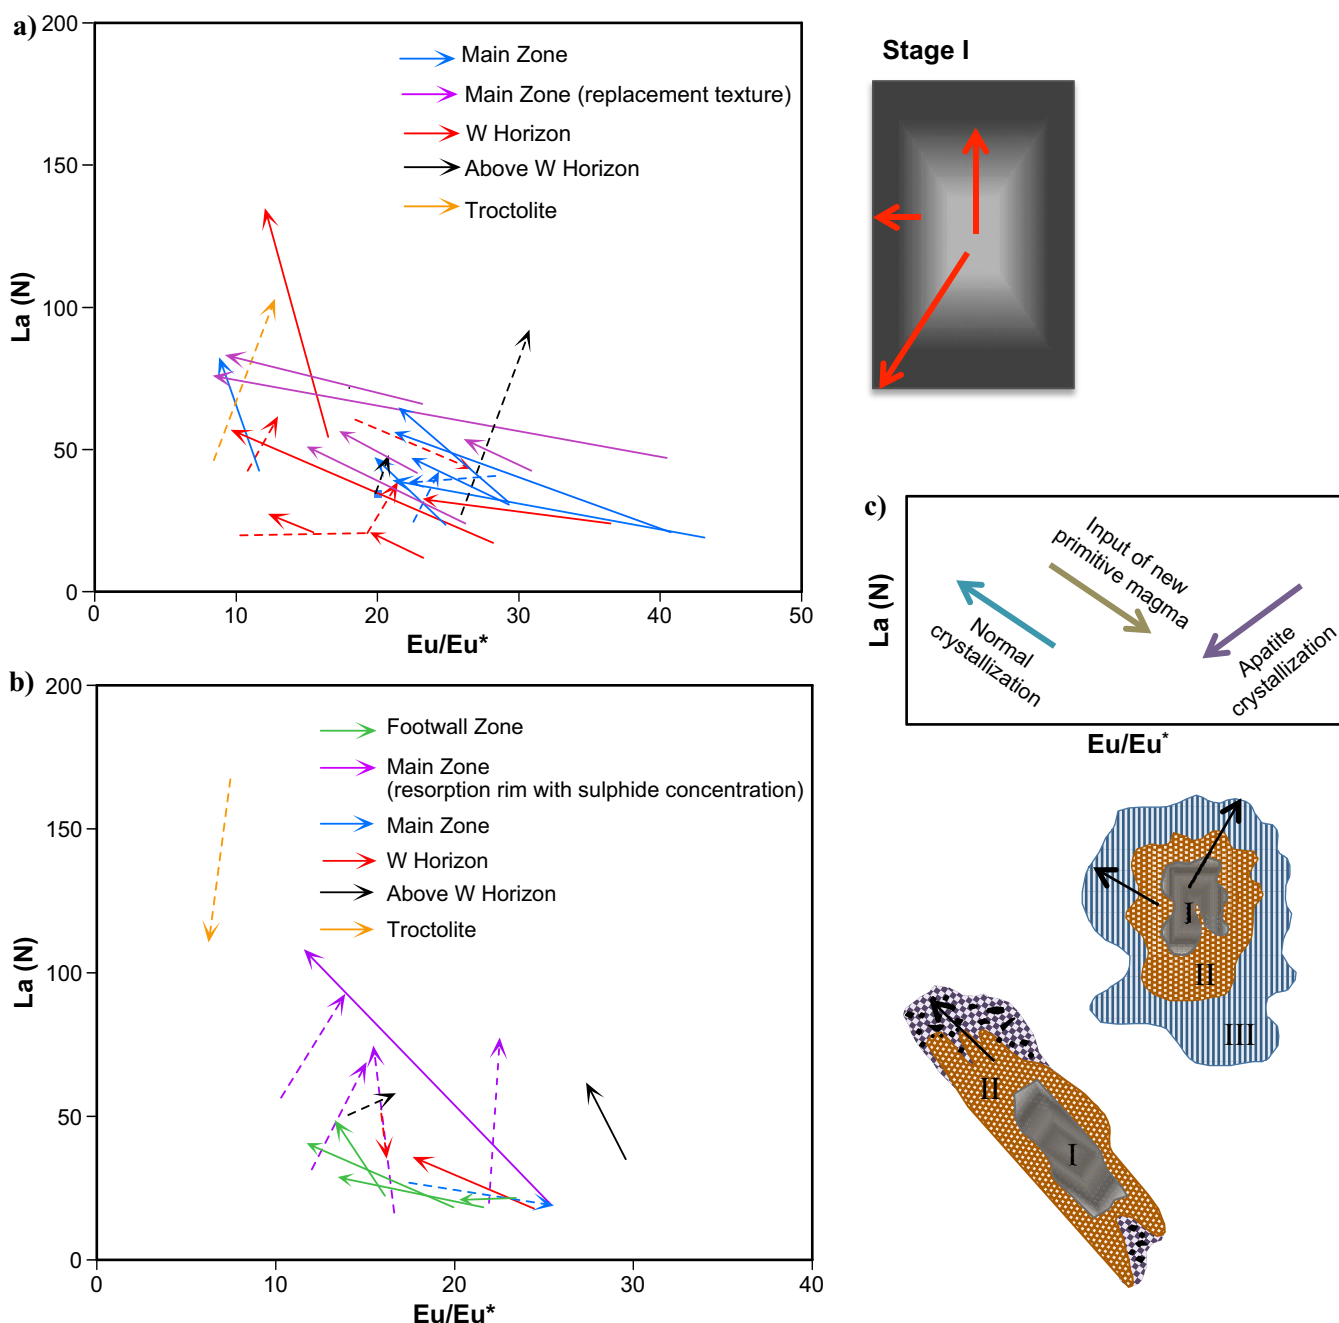 a)
200
150
100
50
0
La (N)
0 10 20 30 40 50
Eu/Eu*
Main Zone
Main Zone (replacement texture)
W Horizon
Above W Horizon
Troctolite
Stage I
b)
200
150
100
50
0
La (N)
0 10 20 30 40
Eu/Eu*
Footwall Zone
Main Zone
(resorption rim with sulphide concentration)
Main Zone
W Horizon
Above W Horizon
Troctolite
c)
La (N)
Normal
crystallization
Input of new
primitive magma
Apatite
crystallization
Eu/Eu*
I
II
III
II
I